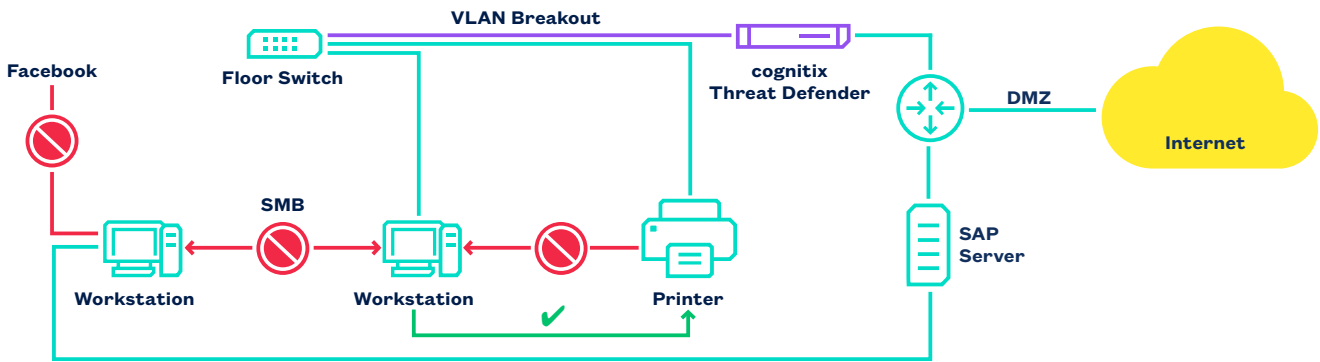 VLAN Breakout
Facebook
Floor Switch
cognitix
Threat Defender
DMZ
Internet
SMB
SAP
Server
Workstation
Workstation
Printer